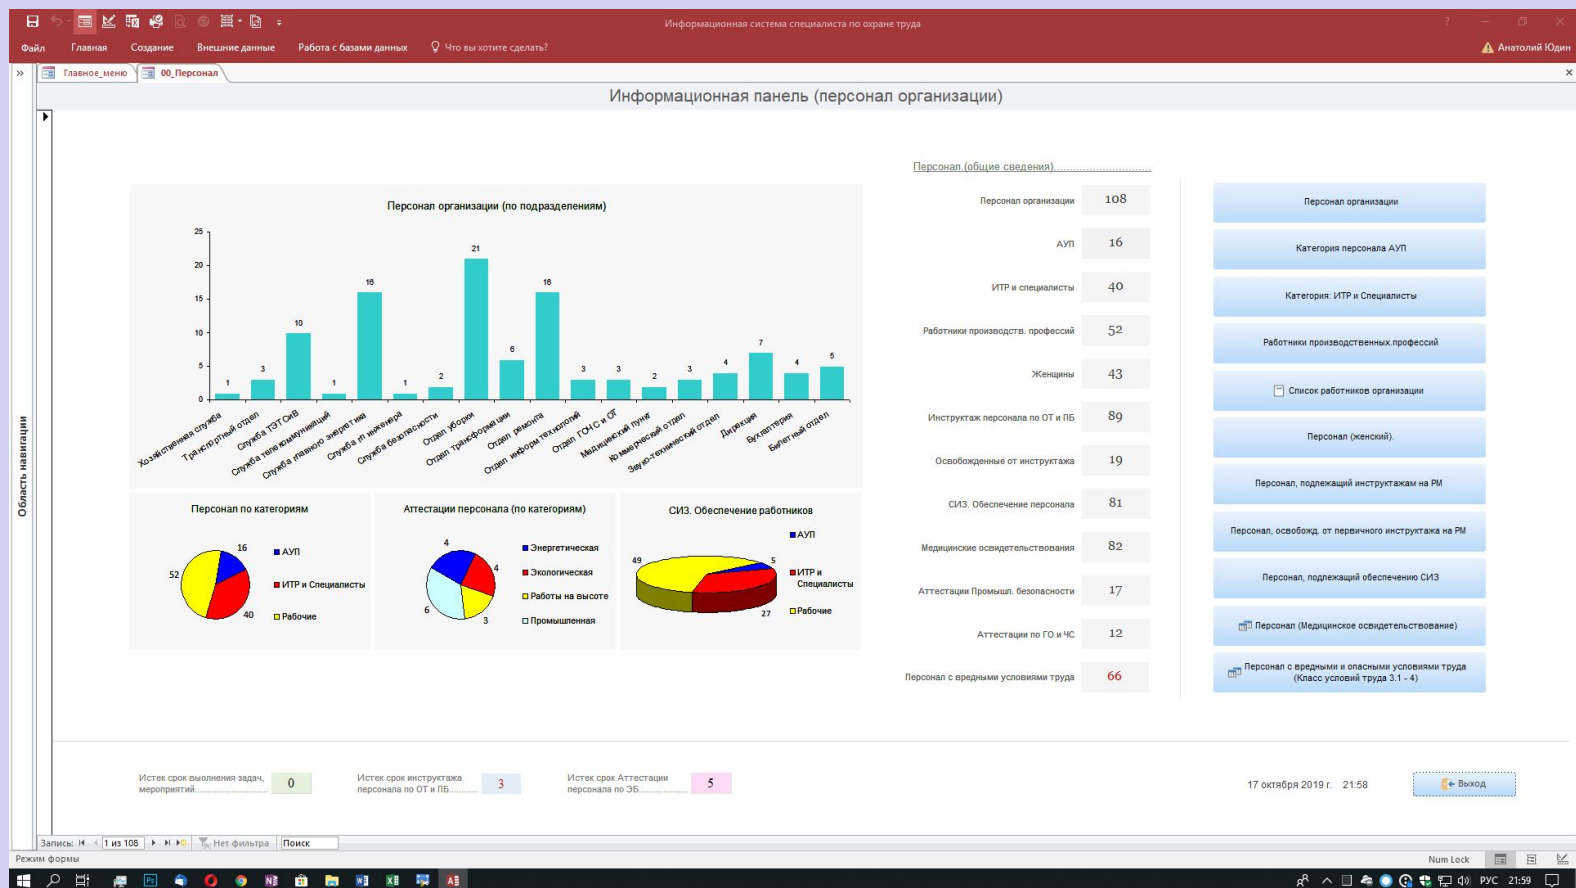 Информационная система специалиста по охране труда
Файл Главная Создание Внешние данные Работа с базами данных Что вы хотите сделать? Анатолий Юдин
Главное_меню 00_Персонал
Информационная панель (персонал организации)
Область навигации
Персонал организации (по подразделениям)
25
20
15
10
5
0
1 3 10 1 16 1 2 21 6 16 3 3 2 3 4 7 4 5
Хозяйственная служба
Транспортный отдел
Служба ТЭТ СиВ
Служба телекоммуникаций
Служба главного энергетика
Служба гл инженера
Служба безопасности
Отдел уборки
Отдел трансформации
Отдел ремонта
Отдел информ технологий
Отдел ГОЧС и ОТ
Медицинский пункт
Коммерческий отдел
Звуко-технический отдел
Дирекция
Бухгалтерия
Билетный отдел
Персонал по категориям
16
52
40
АУП
ИТР и Специалисты
Рабочие
Аттестации персонала (по категориям)
4
4
6
3
Энергетическая
Экологическая
Работы на высоте
Промышленная
СИЗ. Обеспечение работников
49
5
27
АУП
ИТР и
Специалисты
Рабочие
Персонал.(общие сведения)..............................
Персонал организации 108
АУП 16
ИТР и специалисты 40
Работники производств. профессий 52
Женщины 43
Инструктаж персонала по ОТ и ПБ 89
Освобожденные от инструктажа 19
СИЗ. Обеспечение персонала 81
Медицинские освидетельствования 82
Аттестации Промышл. безопасности 17
Аттестации по ГО и ЧС 12
Персонал с вредными условиями труда 66
Персонал организации
Категория персонала АУП
Категория: ИТР и Специалисты
Работники производственных.профессий
Список работников организации
Персонал (женский).
Персонал, подлежащий инструктажам на РМ
Персонал, освобожд. от первичного инструктажа на РМ
Персонал, подлежащий обеспечению СИЗ
Персонал (Медицинское освидетельствование)
Персонал с вредными и опасными условиями труда
(Класс условий труда 3.1 - 4)
Истек срок выолнения задач,
мероприятий........................... 0
Истек срок инструктажа
персонала по ОТ и ПБ........... 3
Истек срок Аттестации
персонала по ЭБ.................. 5
17 октября 2019 г. 21:58
Выход
Запись: 1 из 108 Нет фильтра Поиск
Режим формы Num Lock
РУС 21:59